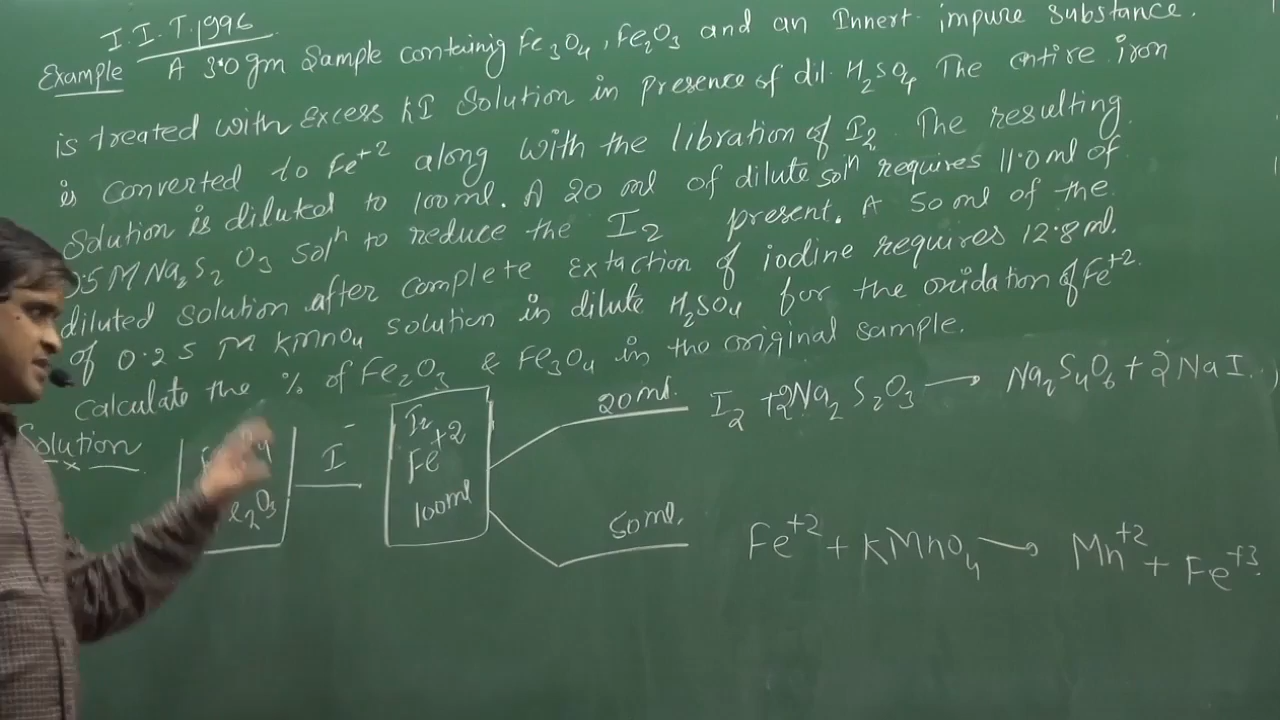 I.I.T.1996
Example A 3.0 gm Sample containig Fe3O4, Fe2O3 and an Innert impure substance.
is treated with Excess KI Solution in presence of dil. H2SO4 The entire iron
is converted to Fe+2 along with the libration of I2. The resulting
Solution is diluted to 100ml. A 20 ml of dilute soln requires 11.0 ml of
.5 M Na2S2O3 soln to reduce the I2 present. A 50 ml of the
diluted solution after complete Extaction of iodine requires 12.8 ml.
of 0.25 M KMnO4 solution in dilute H2SO4 for the oxidation of Fe+2.
Calculate the % of Fe2O3 & Fe3O4 in the original sample.
Solution
I-
I2
Fe+2
100ml
20ml.
I2 + 2Na2S2O3 → Na2S4O6 + 2NaI.
50ml.
Fe+2 + KMnO4 → Mn+2 + Fe+3.